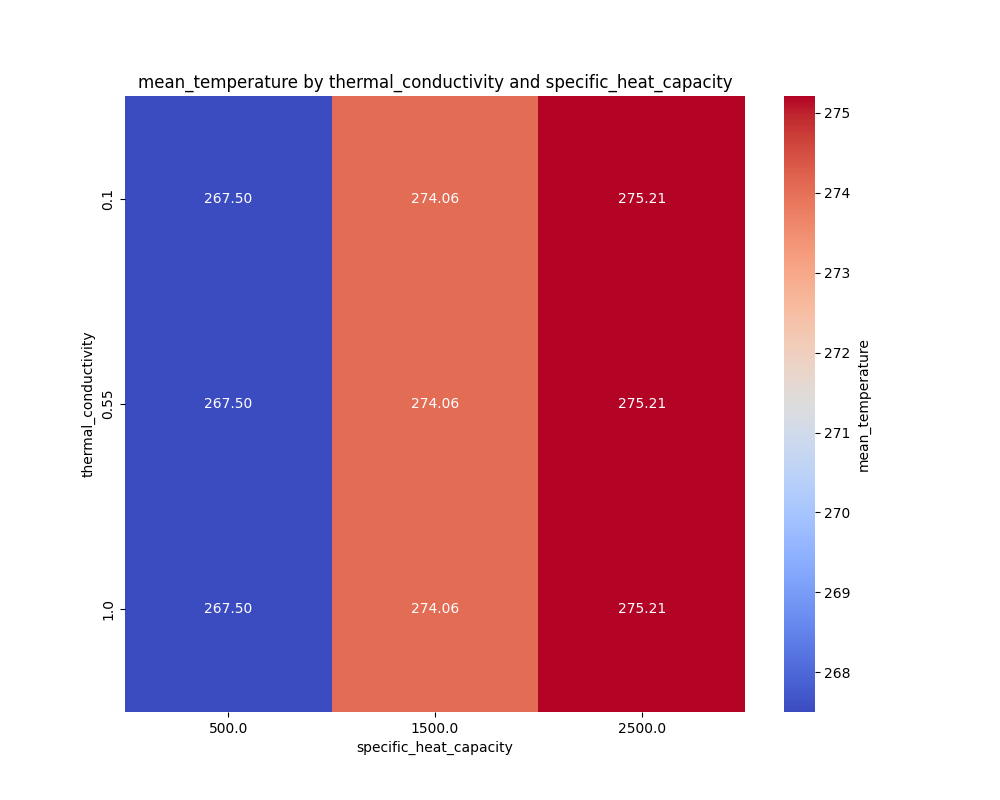 mean_temperature by thermal_conductivity and specific_heat_capacity
thermal_conductivity
0.1
267.50 274.06 275.21
0.55
267.50 274.06 275.21
1.0
267.50 274.06 275.21
500.0 1500.0 2500.0
specific_heat_capacity
275
274
273
272
271
270
269
268
mean_temperature